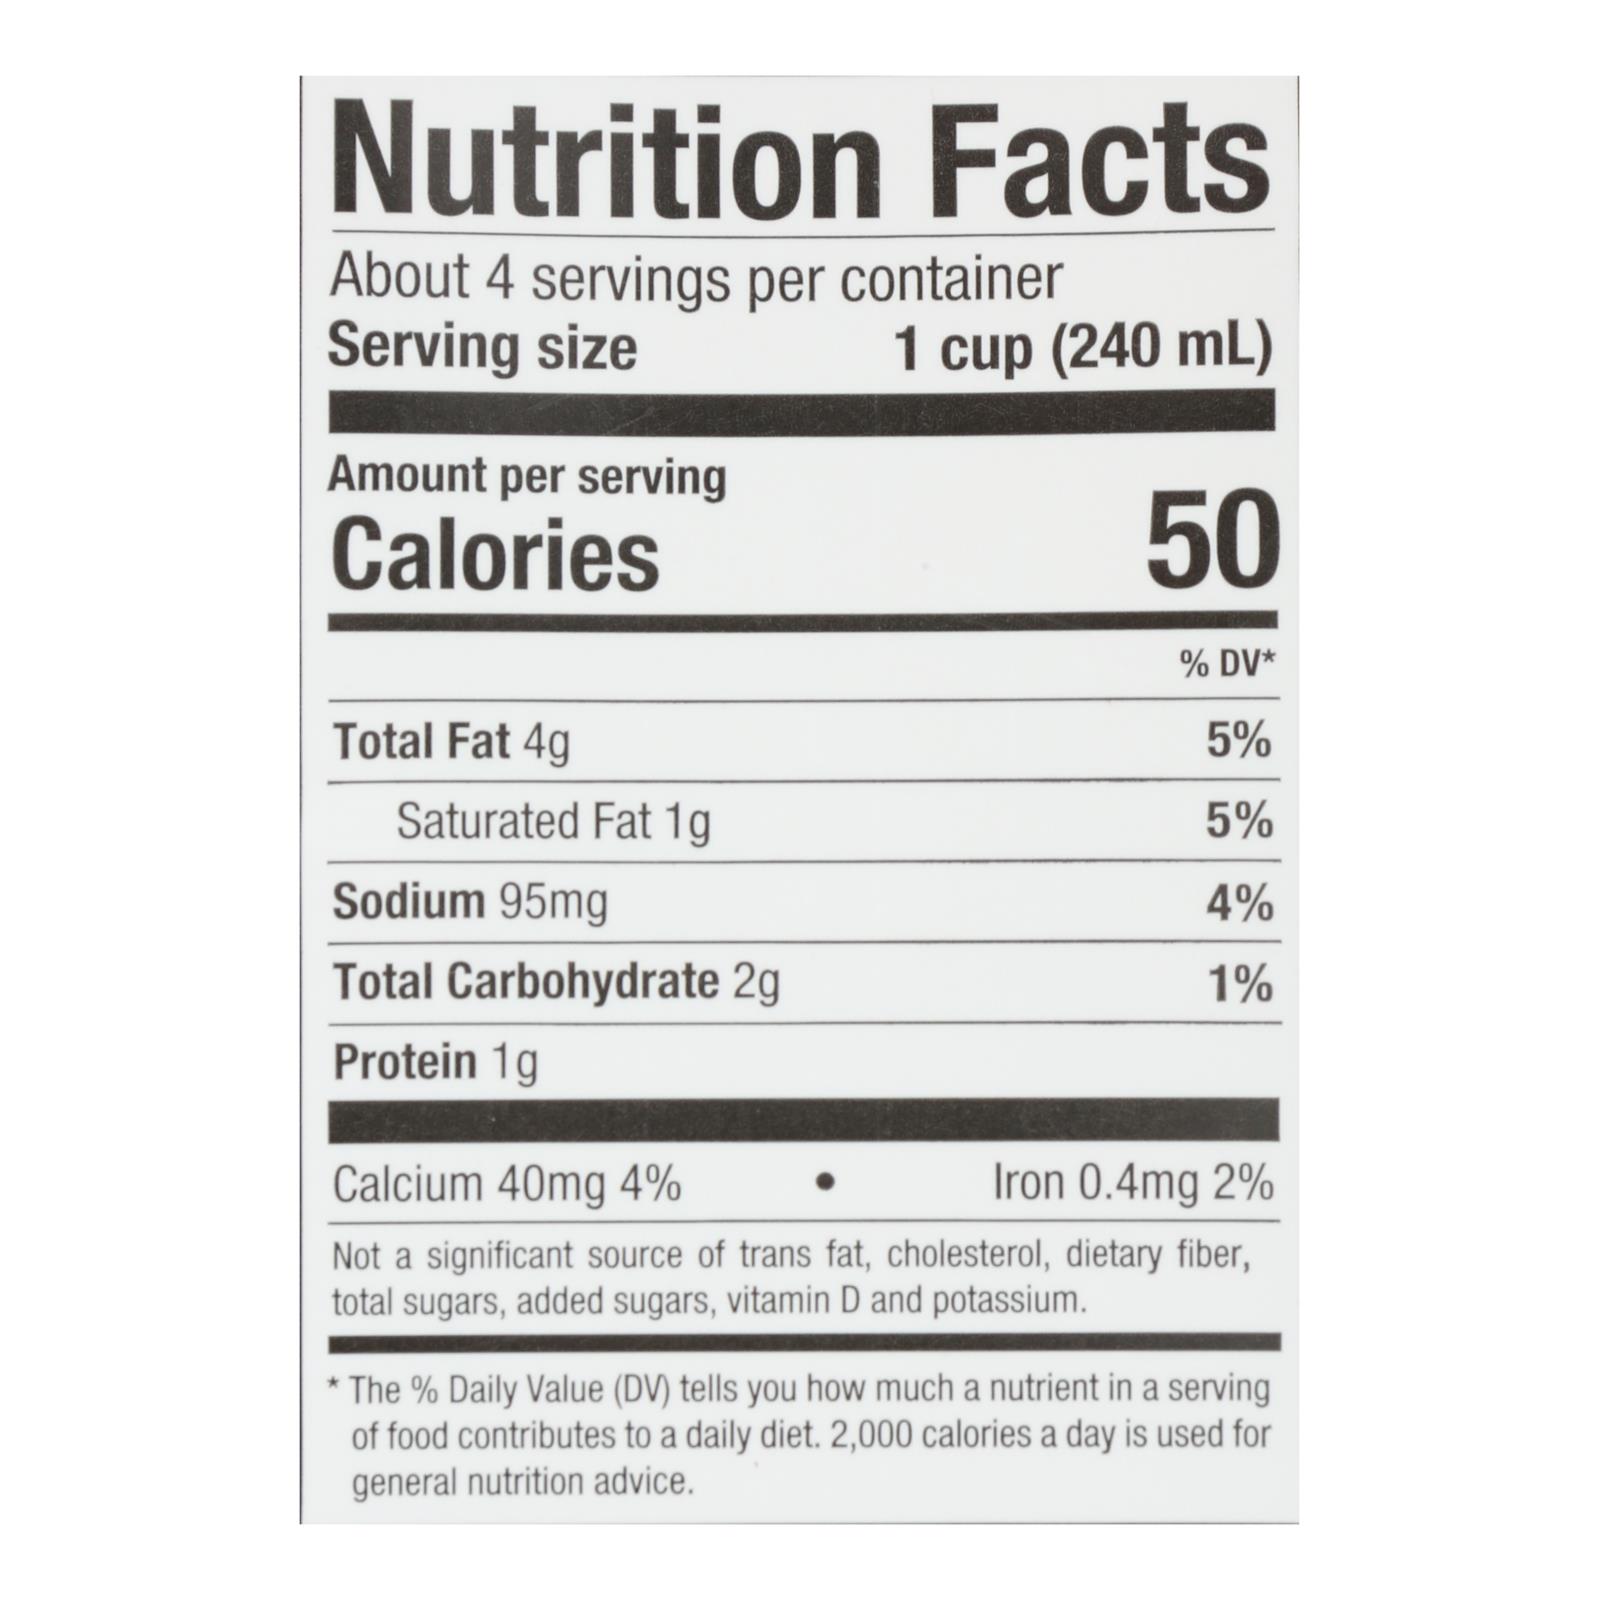 Nutrition Facts
About 4 servings per container
Serving size 1 cup (240 mL)
Amount per serving
Calories 50
% DV*
Total Fat 4g 5%
Saturated Fat 1g 5%
Sodium 95mg 4%
Total Carbohydrate 2g 1%
Protein 1g
Calcium 40mg 4% • Iron 0.4mg 2%
Not a significant source of trans fat, cholesterol, dietary fiber,
total sugars, added sugars, vitamin D and potassium.
* The % Daily Value (DV) tells you how much a nutrient in a serving
of food contributes to a daily diet. 2,000 calories a day is used for
general nutrition advice.